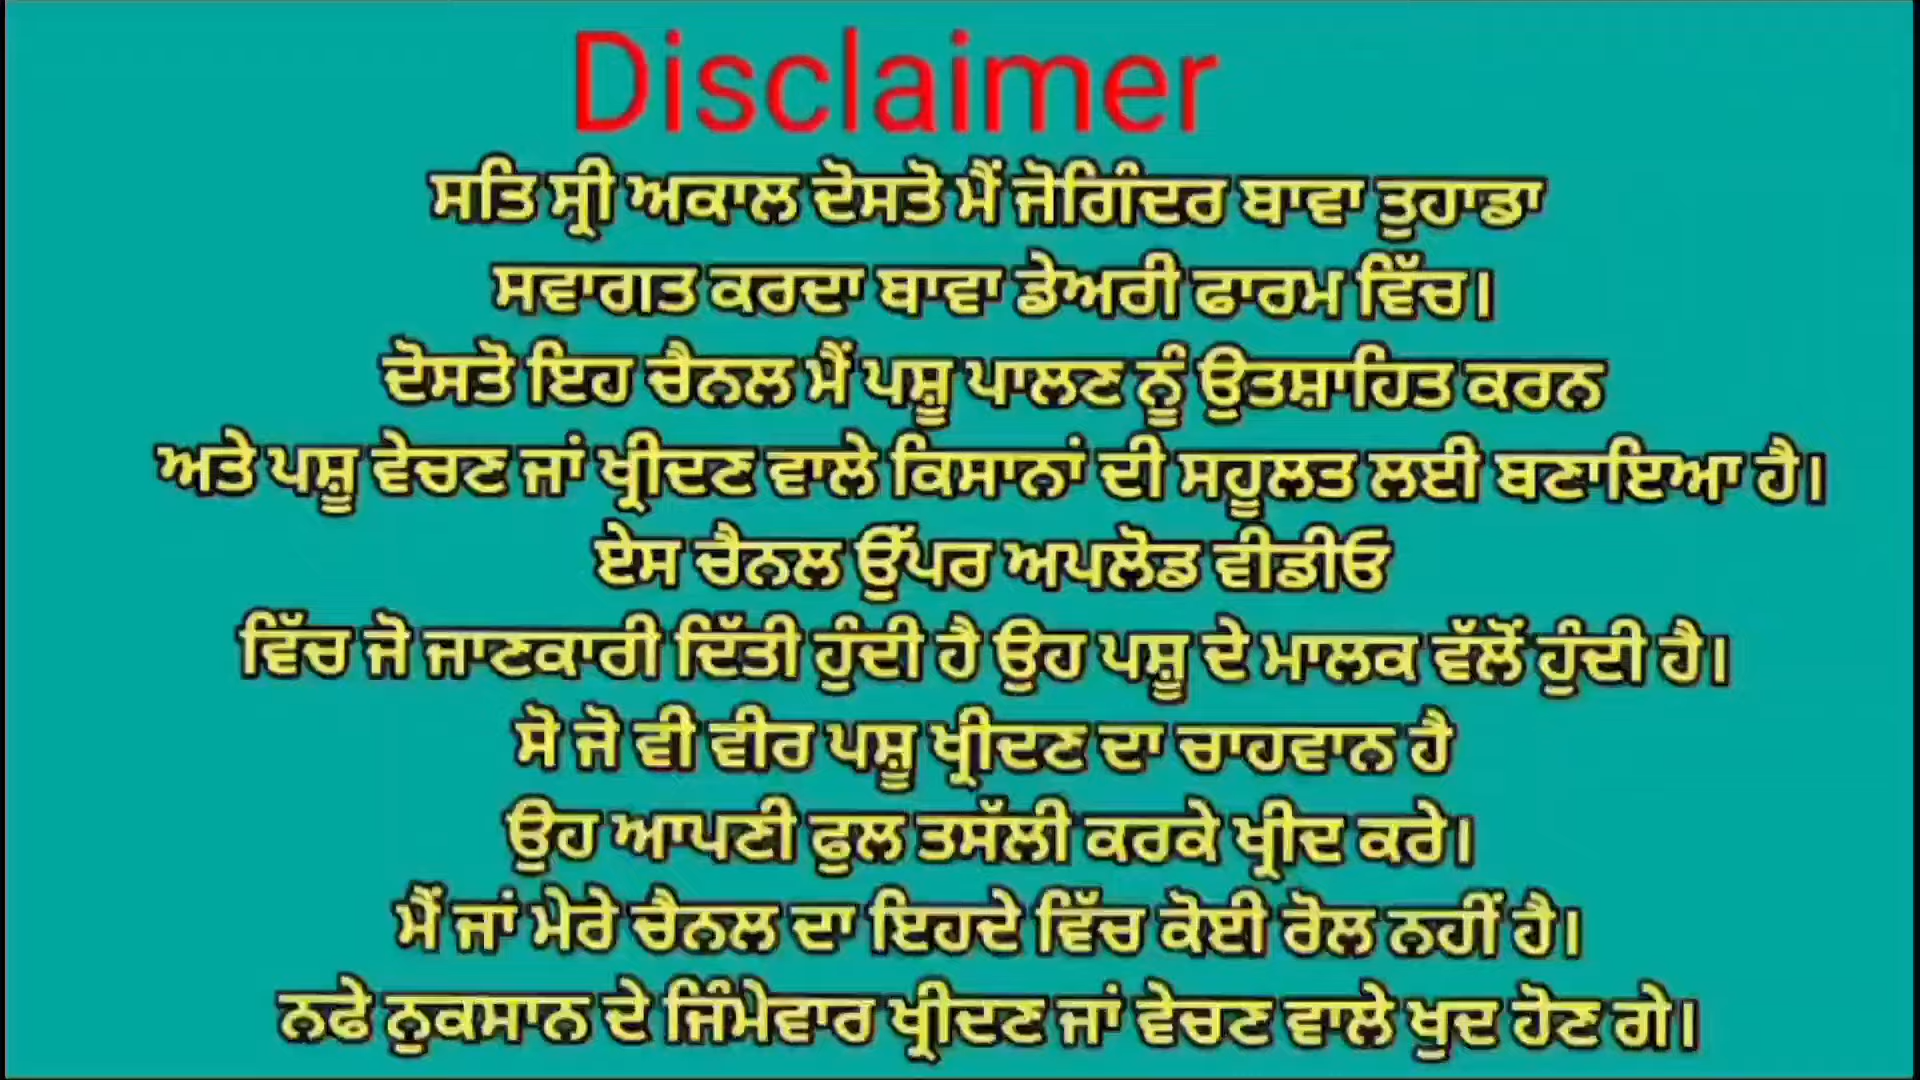 Disclaimer
ਸਤਿ ਸ੍ਰੀ ਅਕਾਲ ਦੋਸਤੋ ਮੈਂ ਜੋਗਿੰਦਰ ਬਾਵਾ ਤੁਹਾਡਾ
ਸਵਾਗਤ ਕਰਦਾ ਬਾਵਾ ਡੇਅਰੀ ਫਾਰਮ ਵਿੱਚ।
ਦੋਸਤੋ ਇਹ ਚੈਨਲ ਮੈਂ ਪਸ਼ੂ ਪਾਲਣ ਨੂੰ ਉਤਸ਼ਾਹਿਤ ਕਰਨ
ਅਤੇ ਪਸ਼ੂ ਵੇਚਣ ਜਾਂ ਖ੍ਰੀਦਣ ਵਾਲੇ ਕਿਸਾਨਾਂ ਦੀ ਸਹੂਲਤ ਲਈ ਬਣਾਇਆ ਹੈ।
ਏਸ ਚੈਨਲ ਉੱਪਰ ਅਪਲੋਡ ਵੀਡੀਓ
ਵਿੱਚ ਜੋ ਜਾਣਕਾਰੀ ਦਿੱਤੀ ਹੁੰਦੀ ਹੈ ਉਹ ਪਸ਼ੂ ਦੇ ਮਾਲਕ ਵੱਲੋਂ ਹੁੰਦੀ ਹੈ।
ਸੋ ਜੋ ਵੀ ਵੀਰ ਪਸ਼ੂ ਖ੍ਰੀਦਣ ਦਾ ਚਾਹਵਾਨ ਹੈ
ਉਹ ਆਪਣੀ ਫੁਲ ਤਸੱਲੀ ਕਰਕੇ ਖ੍ਰੀਦ ਕਰੇ।
ਮੈਂ ਜਾਂ ਮੇਰੇ ਚੈਨਲ ਦਾ ਇਹਦੇ ਵਿੱਚ ਕੋਈ ਰੋਲ ਨਹੀਂ ਹੈ।
ਨਫੇ ਨੁਕਸਾਨ ਦੇ ਜਿੰਮੇਵਾਰ ਖ੍ਰੀਦਣ ਜਾਂ ਵੇਚਣ ਵਾਲੇ ਖੁਦ ਹੋਣ ਗੇ।